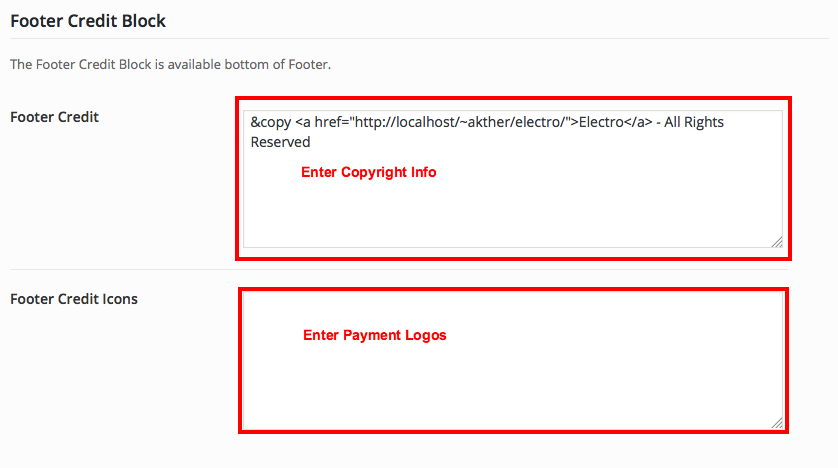 Footer Credit Block
The Footer Credit Block is available bottom of Footer.
Footer Credit
&copy <a href="http://localhost/~akther/electro/">Electro</a> - All Rights
Reserved
Enter Copyright Info
Footer Credit Icons
Enter Payment Logos